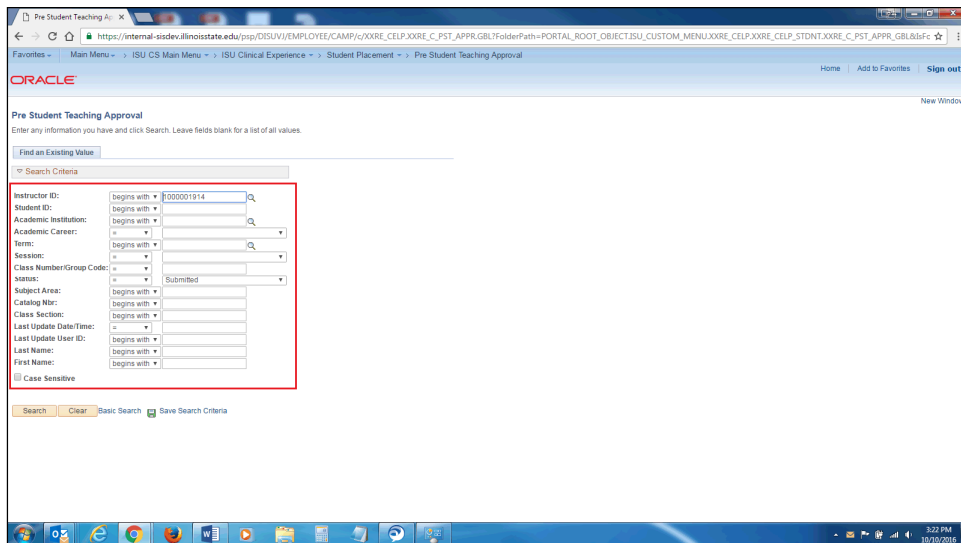 Pre Student Teaching Ap
https://internal-sisdev.illinoisstate.edu/psp/DISUVI/EMPLOYEE/CAMP/c/XXRE_CELP.XXRE_C_PST_APPR.GBL?FolderPath=PORTAL_ROOT_OBJECT.ISU_CUSTOM_MENU.XXRE_CELP.XXRE_CELP_STDNT.XXRE_C_PST_APPR_GBL&IsFc
Favorites Main Menu > ISU CS Main Menu > ISU Clinical Experience > Student Placement > Pre Student Teaching Approval
Home Add to Favorites Sign out
ORACLE
New Window
Pre Student Teaching Approval
Enter any information you have and click Search. Leave fields blank for a list of all values.
Find an Existing Value
Search Criteria
Instructor ID: begins with 1000001914
Student ID: begins with
Academic Institution: begins with
Academic Career: =
Term: begins with
Session: =
Class Number/Group Code: =
Status: = Submitted
Subject Area: begins with
Catalog Nbr: begins with
Class Section: begins with
Last Update Date/Time: =
Last Update User ID: begins with
Last Name: begins with
First Name: begins with
Case Sensitive
Search Clear Basic Search Save Search Criteria
3:22 PM
10/10/2016